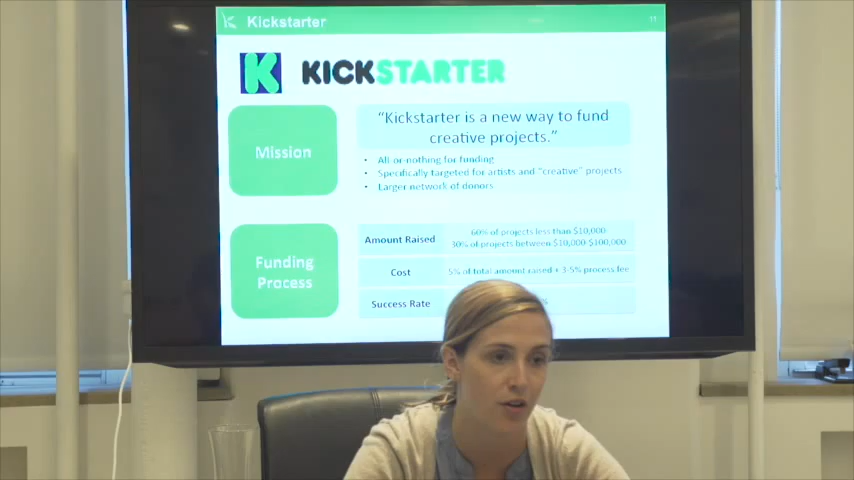 Kickstarter
11
K KICKSTARTER
Mission
“Kickstarter is a new way to fund
creative projects.”
• All-or-nothing for funding
• Specifically targeted for artists and “creative” projects
• Larger network of donors
Funding
Process
Amount Raised
60% of projects less than $10,000
30% of projects between $10,000-$100,000
Cost
5% of total amount raised + 3-5% process fee
Success Rate
%